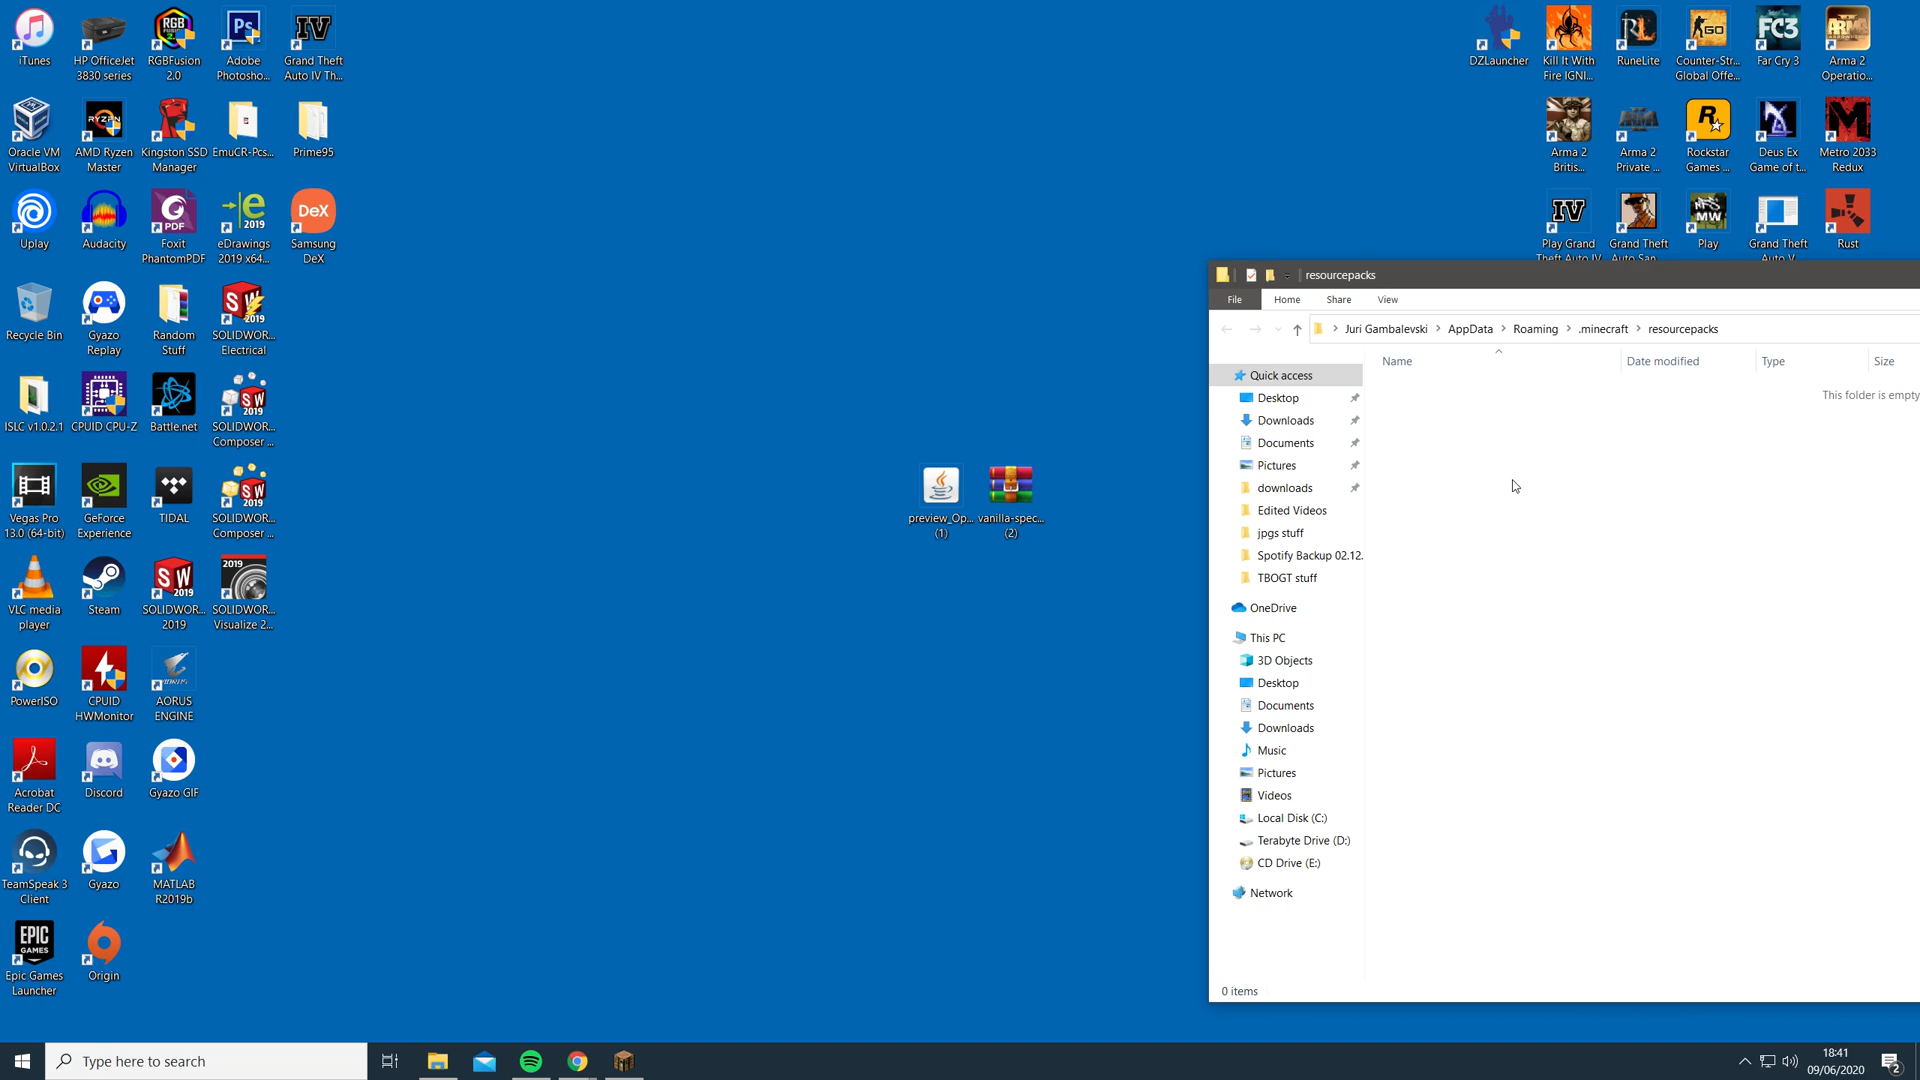 iTunes
HP OfficeJet
3830 series
RGBFusion
2.0
Adobe
Photosho...
Grand Theft
Auto IV Th...
Oracle VM
VirtualBox
AMD Ryzen
Master
Kingston SSD
Manager
EmuCR-Pcs...
Prime95
Uplay
Audacity
Foxit
PhantomPDF
eDrawings
2019 x64...
Samsung
DeX
Recycle Bin
Gyazo
Replay
Random
Stuff
SOLIDWOR...
Electrical
ISLC v1.0.2.1
CPUID CPU-Z
Battle.net
SOLIDWOR...
Composer ...
Vegas Pro
13.0 (64-bit)
GeForce
Experience
TIDAL
SOLIDWOR...
Composer ...
VLC media
player
Steam
SOLIDWOR...
2019
SOLIDWOR...
Visualize 2...
PowerISO
CPUID
HWMonitor
AORUS
ENGINE
Acrobat
Reader DC
Discord
Gyazo GIF
TeamSpeak 3
Client
Gyazo
MATLAB
R2019b
Epic Games
Launcher
Origin
preview_Op...
(1)
vanilla-spec...
(2)
DZLauncher
Kill It With
Fire IGNI...
RuneLite
Counter-Str...
Global Offe...
Far Cry 3
Arma 2
Operatio...
Arma 2
Britis...
Arma 2
Private ...
Rockstar
Games ...
Deus Ex
Game of t...
Metro 2033
Redux
Play Grand
Theft Auto IV
Grand Theft
Auto San
Play
Grand Theft
Auto V
Rust
resourcepacks
File Home Share View
Juri Gambalevski > AppData > Roaming > .minecraft > resourcepacks
Name Date modified Type Size
This folder is empty
Quick access
Desktop
Downloads
Documents
Pictures
downloads
Edited Videos
jpgs stuff
Spotify Backup 02.12.
TBOGT stuff
OneDrive
This PC
3D Objects
Desktop
Documents
Downloads
Music
Pictures
Videos
Local Disk (C:)
Terabyte Drive (D:)
CD Drive (E:)
Network
0 items
Type here to search
18:41
09/06/2020
2